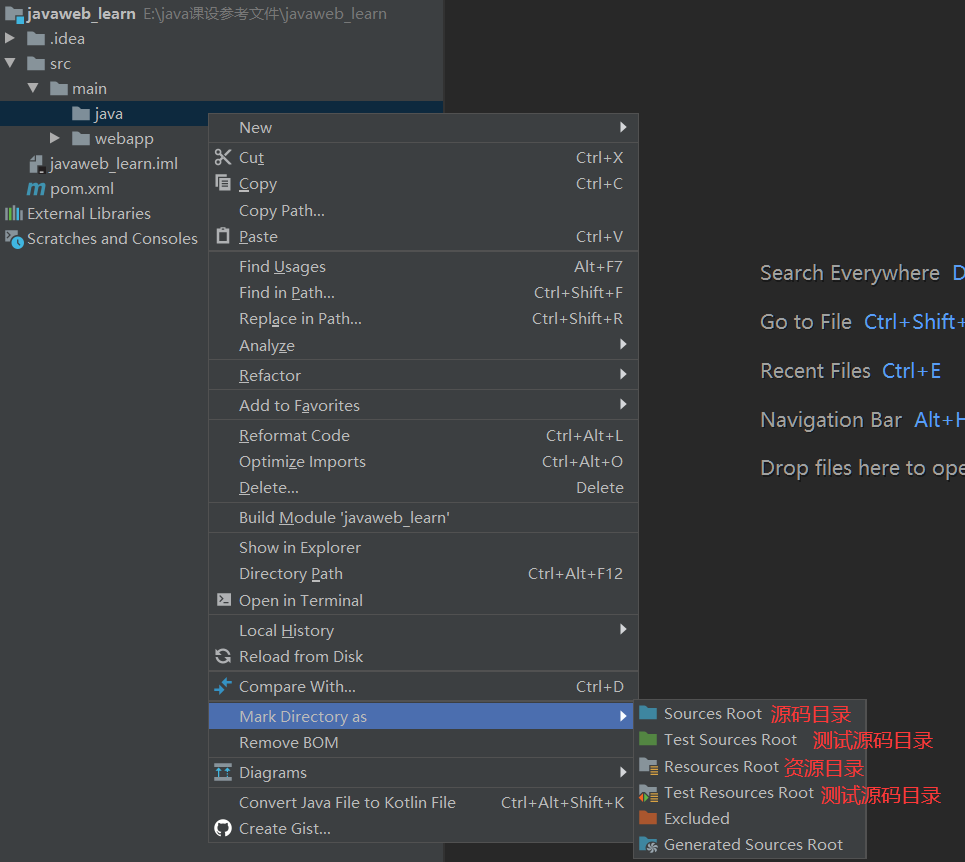 javaweb_learn E:\java课设参考文件\javaweb_learn
.idea
src
main
java
webapp
javaweb_learn.iml
pom.xml
External Libraries
Scratches and Consoles
New
Cut Ctrl+X
Copy Ctrl+C
Copy Path...
Paste Ctrl+V
Find Usages Alt+F7
Find in Path... Ctrl+Shift+F
Replace in Path... Ctrl+Shift+R
Analyze
Refactor
Add to Favorites
Reformat Code Ctrl+Alt+L
Optimize Imports Ctrl+Alt+O
Delete... Delete
Build Module 'javaweb_learn'
Show in Explorer
Directory Path Ctrl+Alt+F12
Open in Terminal
Local History
Reload from Disk
Compare With... Ctrl+D
Mark Directory as
Remove BOM
Diagrams
Convert Java File to Kotlin File Ctrl+Alt+Shift+K
Create Gist...
Sources Root 源码目录
Test Sources Root 测试源码目录
Resources Root 资源目录
Test Resources Root 测试源码目录
Excluded
Generated Sources Root
Search Everywhere D
Go to File Ctrl+Shift+
Recent Files Ctrl+E
Navigation Bar Alt+H
Drop files here to ope